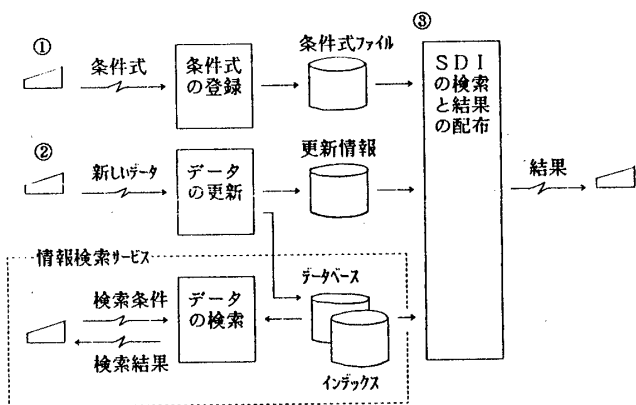 ①
条件式
条件式
の登録
条件式ファイル
③
SDI
の検索
と結果
の配布
②
新しいデータ
データ
の更新
更新情報
結果
情報検索サービス
検索条件
検索結果
データ
の検索
データベース
インデックス